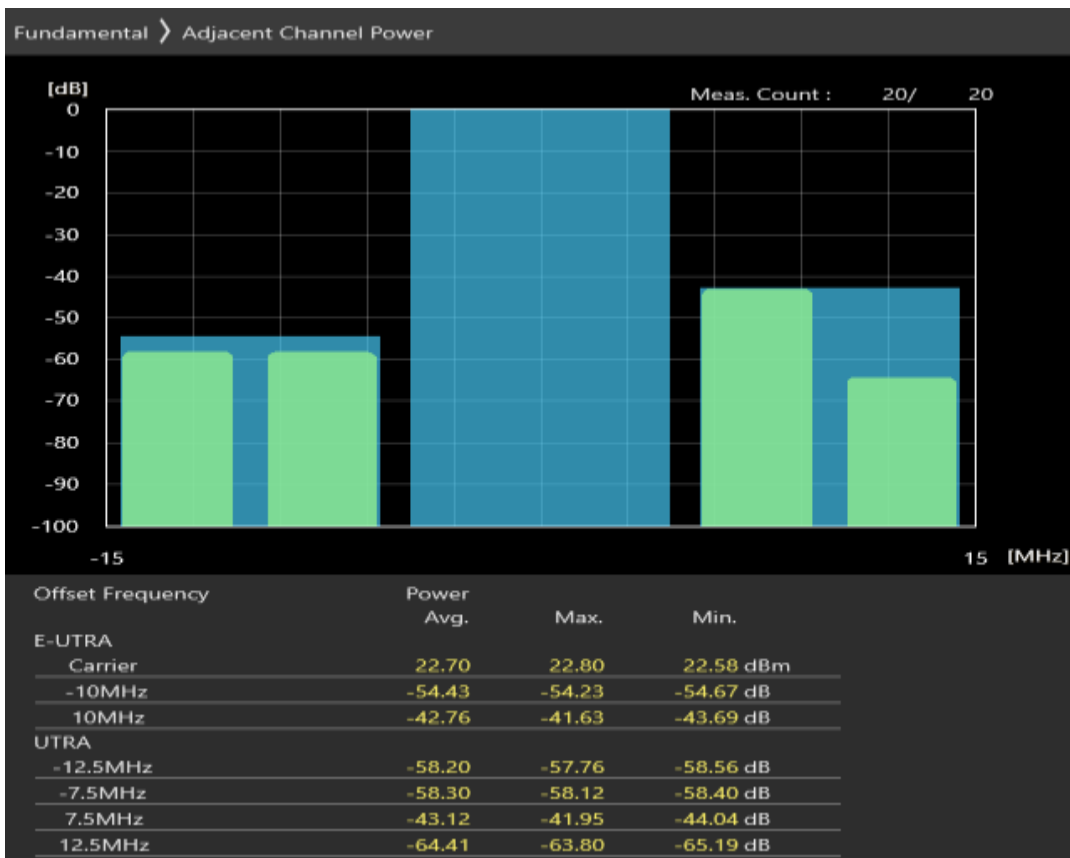 Fundamental 〉 Adjacent Channel Power
[dB]
Meas. Count : 20/ 20
0
-10
-20
-30
-40
-50
-60
-70
-80
-90
-100
-15 15 [MHz]
Offset Frequency Power
Avg. Max. Min.
E-UTRA
Carrier 22.70 22.80 22.58 dBm
-10MHz -54.43 -54.23 -54.67 dB
10MHz -42.76 -41.63 -43.69 dB
UTRA
-12.5MHz -58.20 -57.76 -58.56 dB
-7.5MHz -58.30 -58.12 -58.40 dB
7.5MHz -43.12 -41.95 -44.04 dB
12.5MHz -64.41 -63.80 -65.19 dB